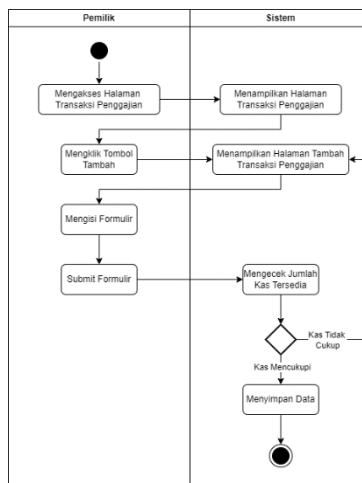 Pemilik
Sistem
Mengakses Halaman
Transaksi Penggajian
Menampilkan Halaman
Transaksi Penggajian
Mengklik Tombol
Tambah
Menampilkan Halaman Tambah
Transaksi Penggajian
Mengisi Formulir
Submit Formulir
Mengecek Jumlah
Kas Tersedia
Kas Tidak
Cukup
Kas Mencukupi
Menyimpan Data